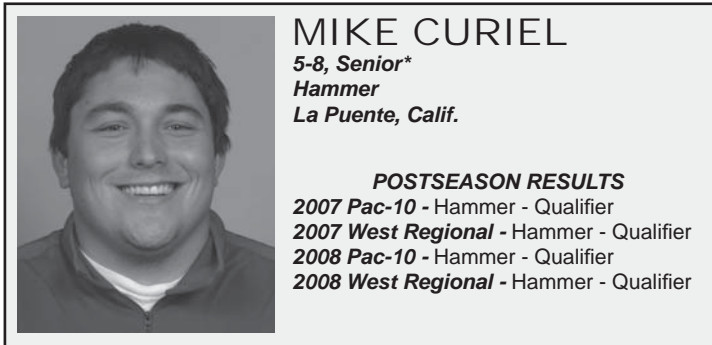 MIKE CURIEL
5-8, Senior*
Hammer
La Puente, Calif.
POSTSEASON RESULTS
2007 Pac-10 - Hammer - Qualifier
2007 West Regional - Hammer - Qualifier
2008 Pac-10 - Hammer - Qualifier
2008 West Regional - Hammer - Qualifier